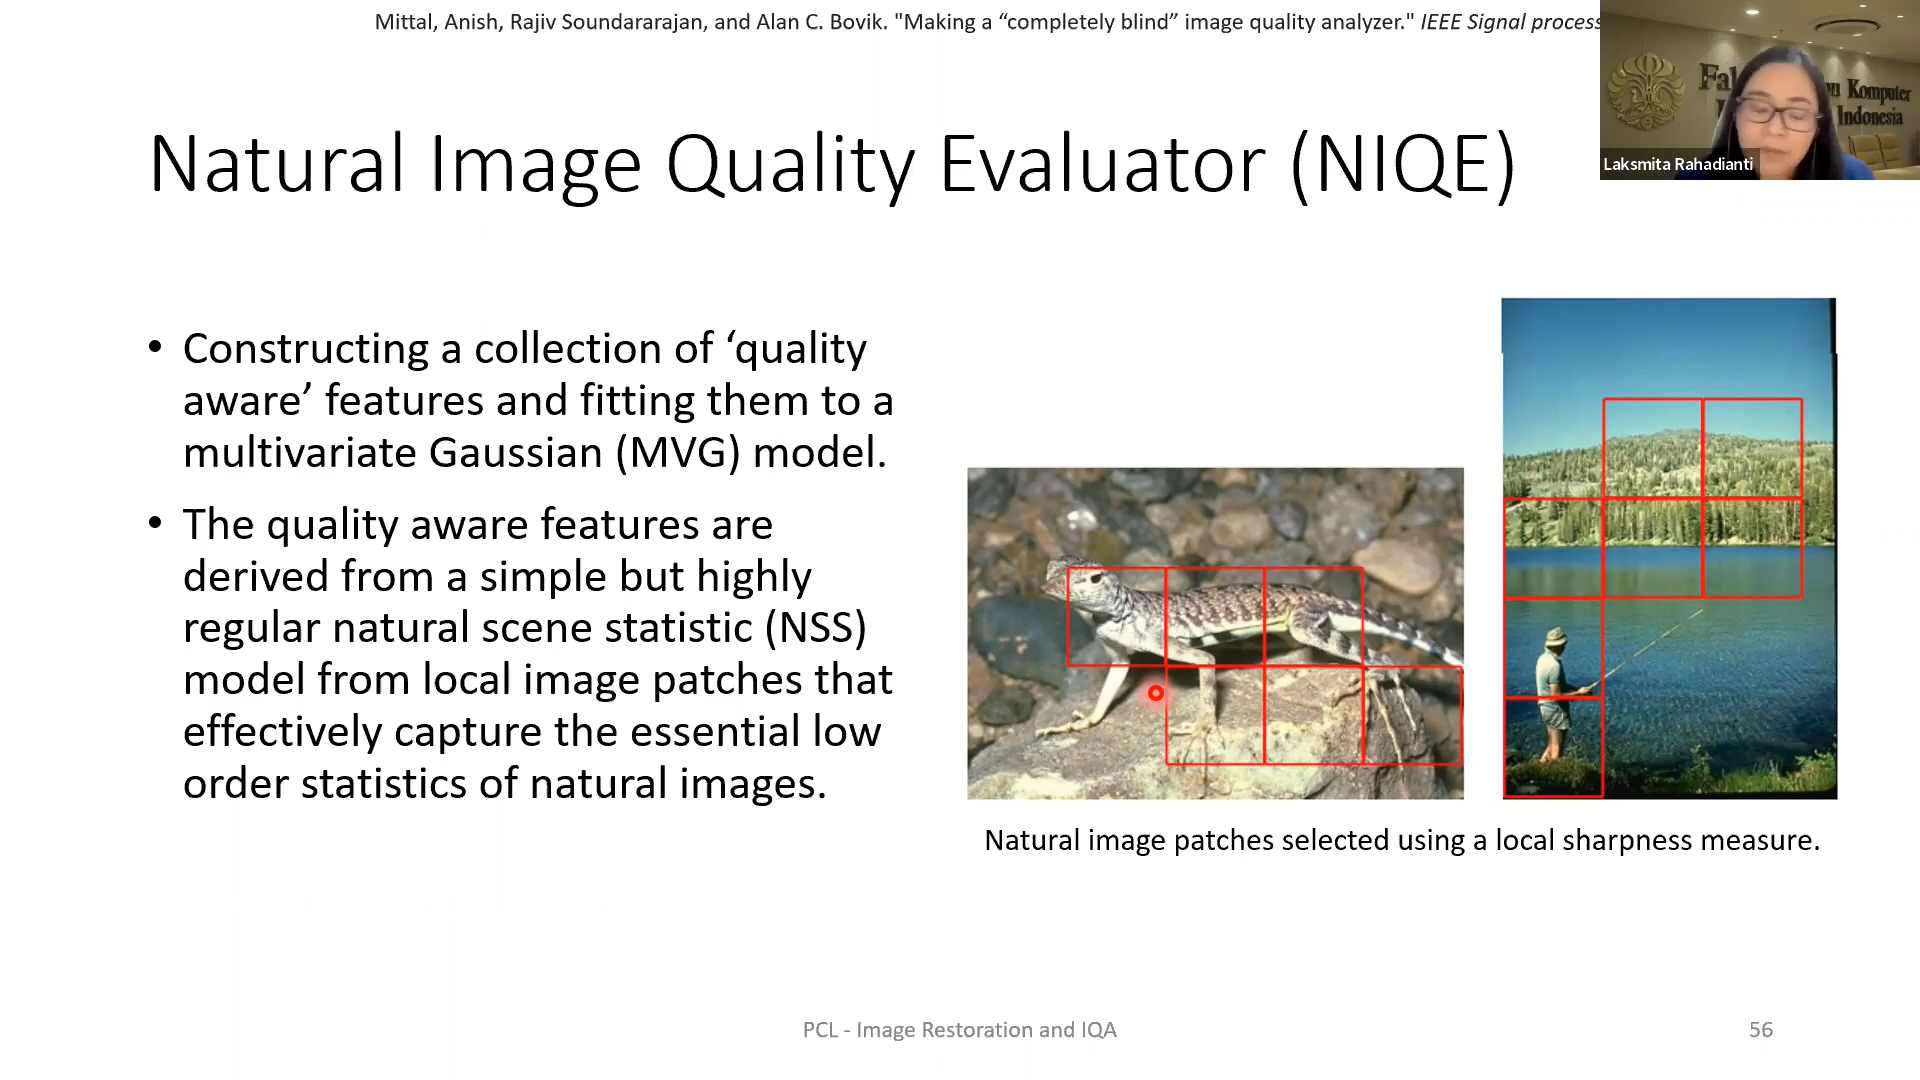 Mittal, Anish, Rajiv Soundararajan, and Alan C. Bovik. "Making a “completely blind” image quality analyzer." IEEE Signal process
Natural Image Quality Evaluator (NIQE)
Komputer
Indonesia
Laksmita Rahadianti
• Constructing a collection of ‘quality
aware’ features and fitting them to a
multivariate Gaussian (MVG) model.
• The quality aware features are
derived from a simple but highly
regular natural scene statistic (NSS)
model from local image patches that
effectively capture the essential low
order statistics of natural images.
Natural image patches selected using a local sharpness measure.
PCL - Image Restoration and IQA
56